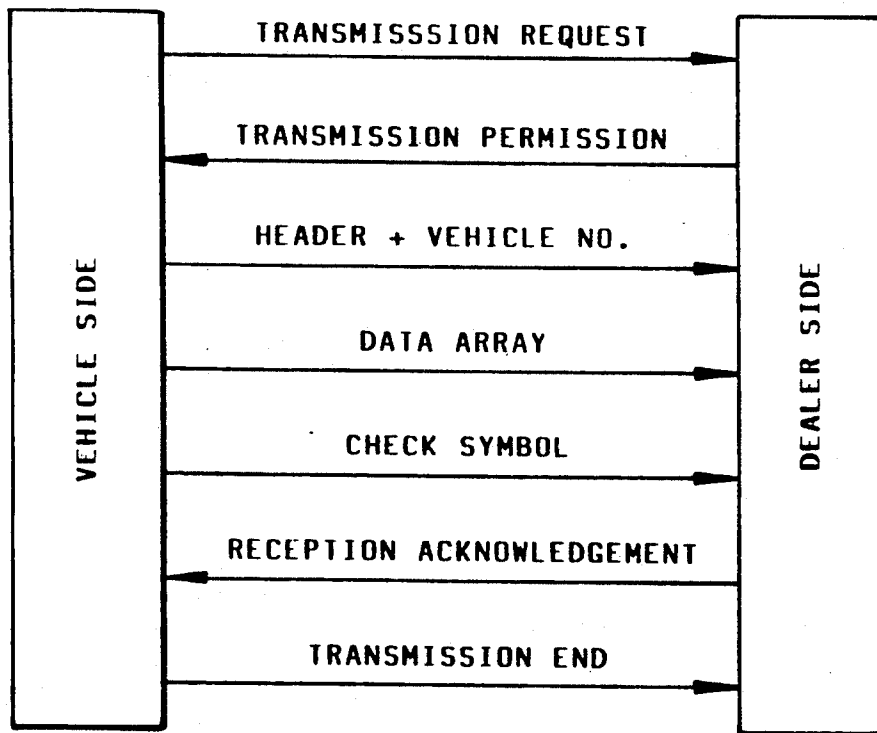 TRANSMISSSION REQUEST
TRANSMISSION PERMISSION
HEADER + VEHICLE NO.
DATA ARRAY
CHECK SYMBOL
RECEPTION ACKNOWLEDGEMENT
TRANSMISSION END
VEHICLE SIDE
DEALER SIDE